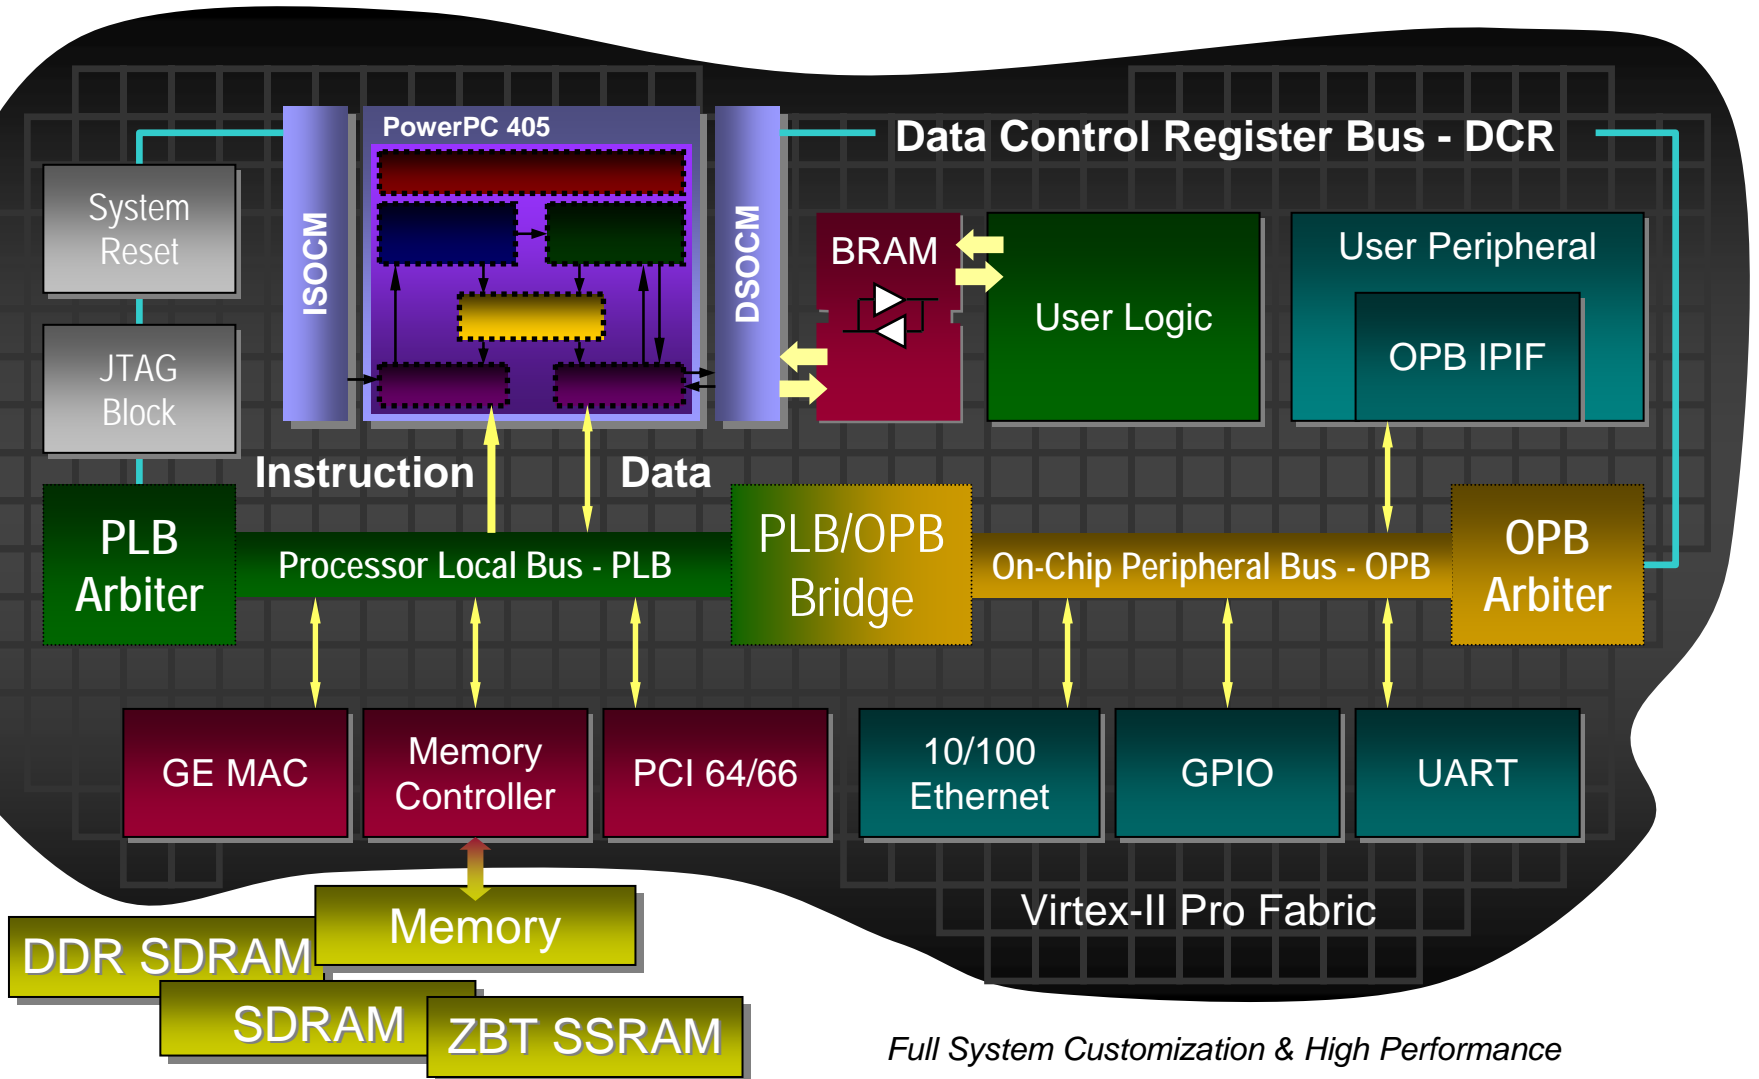 PowerPC 405
Data Control Register Bus - DCR
System
Reset
ISOCM
DSOCM
BRAM
User Logic
User Peripheral
OPB IPIF
JTAG
Block
Instruction
Data
PLB
Arbiter
Processor Local Bus - PLB
PLB/OPB
Bridge
On-Chip Peripheral Bus - OPB
OPB
Arbiter
GE MAC
Memory
Controller
PCI 64/66
10/100
Ethernet
GPIO
UART
Memory
Virtex-II Pro Fabric
DDR SDRAM
SDRAM
ZBT SSRAM
Full System Customization & High Performance